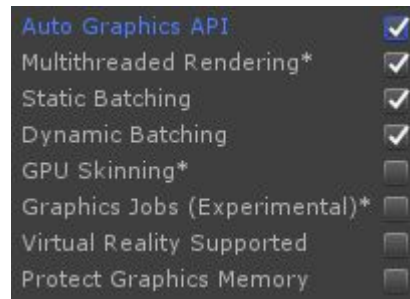 Auto Graphics API
Multithreaded Rendering*
Static Batching
Dynamic Batching
GPU Skinning*
Graphics Jobs (Experimental)*
Virtual Reality Supported
Protect Graphics Memory